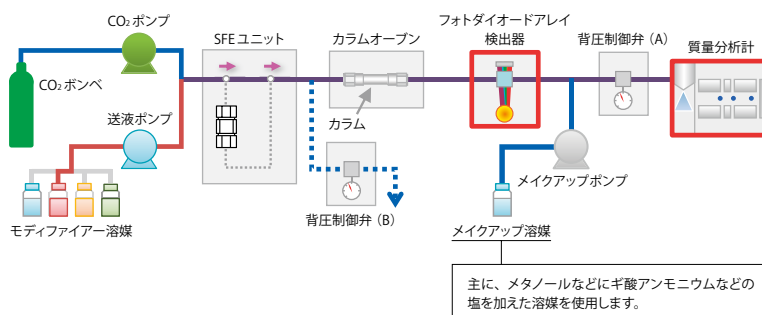 CO₂ポンプ
SFEユニット
カラムオーブン
フォトダイオードアレイ
検出器
背圧制御弁(A)
質量分析計
CO₂ボンベ
送液ポンプ
カラム
メイクアップポンプ
背圧制御弁(B)
モディファイアー溶媒
メイクアップ溶媒
主に、メタノールなどにギ酸アンモニウムなどの
塩を加えた溶媒を使用します。